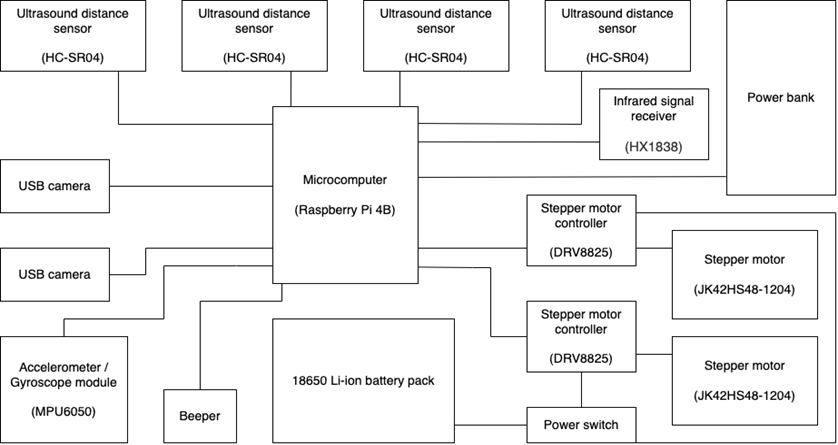 Ultrasound distance
sensor
(HC-SR04)
Ultrasound distance
sensor
(HC-SR04)
Ultrasound distance
sensor
(HC-SR04)
Ultrasound distance
sensor
(HC-SR04)
Power bank
Infrared signal
receiver
(HX1838)
USB camera
Microcomputer
(Raspberry Pi 4B)
Stepper motor
controller
(DRV8825)
USB camera
Stepper motor
(JK42HS48-1204)
Stepper motor
controller
(DRV8825)
Accelerometer /
Gyroscope module
(MPU6050)
Beeper
18650 Li-ion battery pack
Stepper motor
(JK42HS48-1204)
Power switch